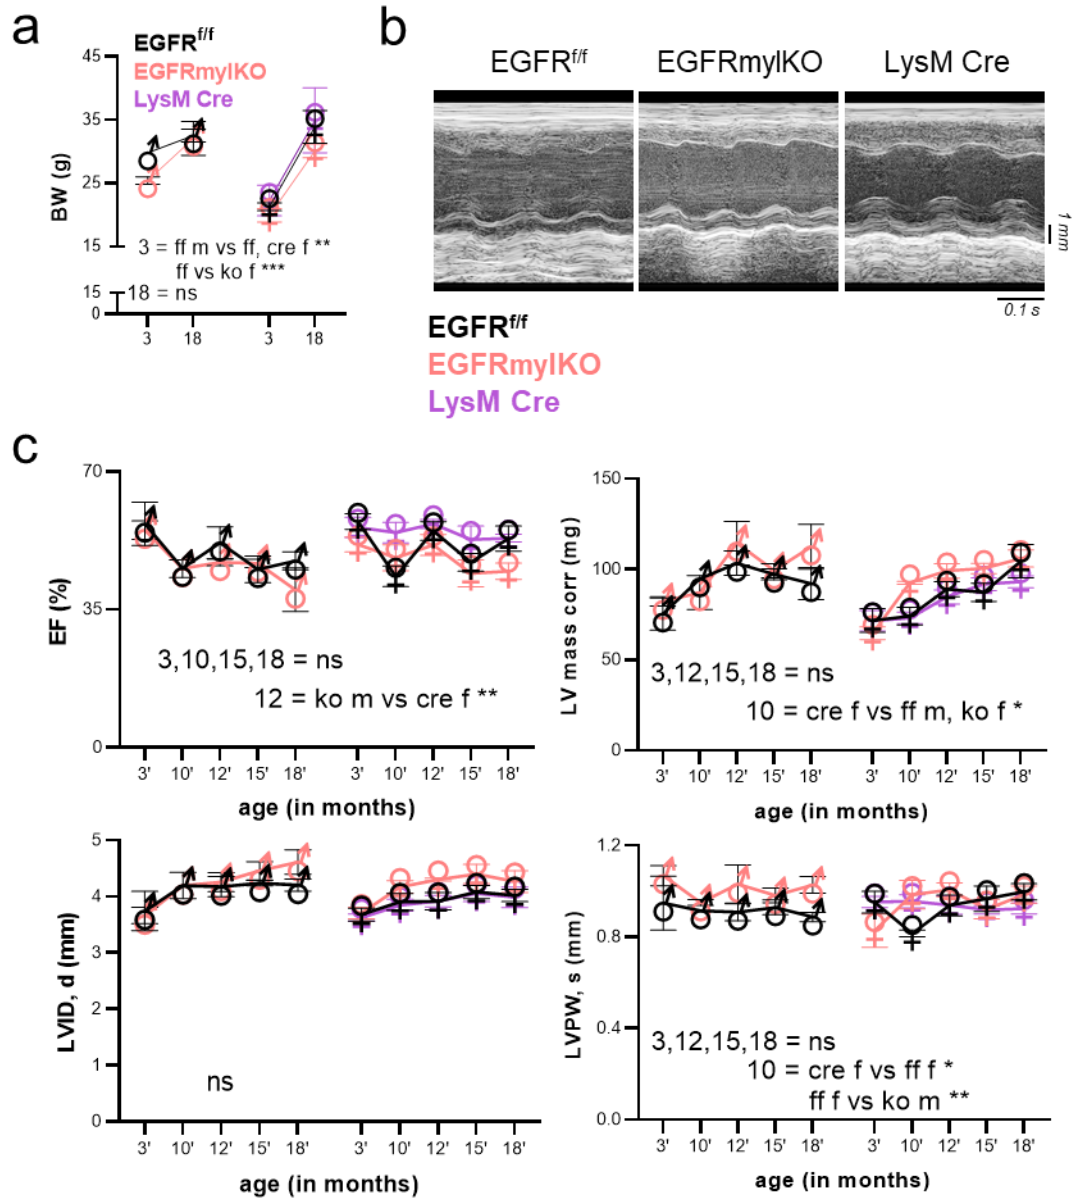 a
EGFRf/f
EGFRmylKO
LysM Cre
45
35
25
15
15
0
BW (g)
3 = ff m vs ff, cre f **
ff vs ko f ***
18 = ns
3 18 3 18
b
EGFRf/f EGFRmylKO LysM Cre
1 mm
0.1 s
EGFRf/f
EGFRmylKO
LysM Cre
c
70
35
0
EF (%)
3,10,15,18 = ns
12 = ko m vs cre f **
3' 10' 12' 15' 18' 3' 10' 12' 15' 18'
age (in months)
150
100
50
0
LV mass corr (mg)
3,12,15,18 = ns
10 = cre f vs ff m, ko f *
3' 10' 12' 15' 18' 3' 10' 12' 15' 18'
age (in months)
5
4
3
2
1
0
LVID, d (mm)
ns
3' 10' 12' 15' 18' 3' 10' 12' 15' 18'
age (in months)
1.2
0.8
0.4
0.0
LVPW, s (mm)
3,12,15,18 = ns
10 = cre f vs ff f *
ff f vs ko m **
3' 10' 12' 15' 18' 3' 10' 12' 15' 18'
age (in months)